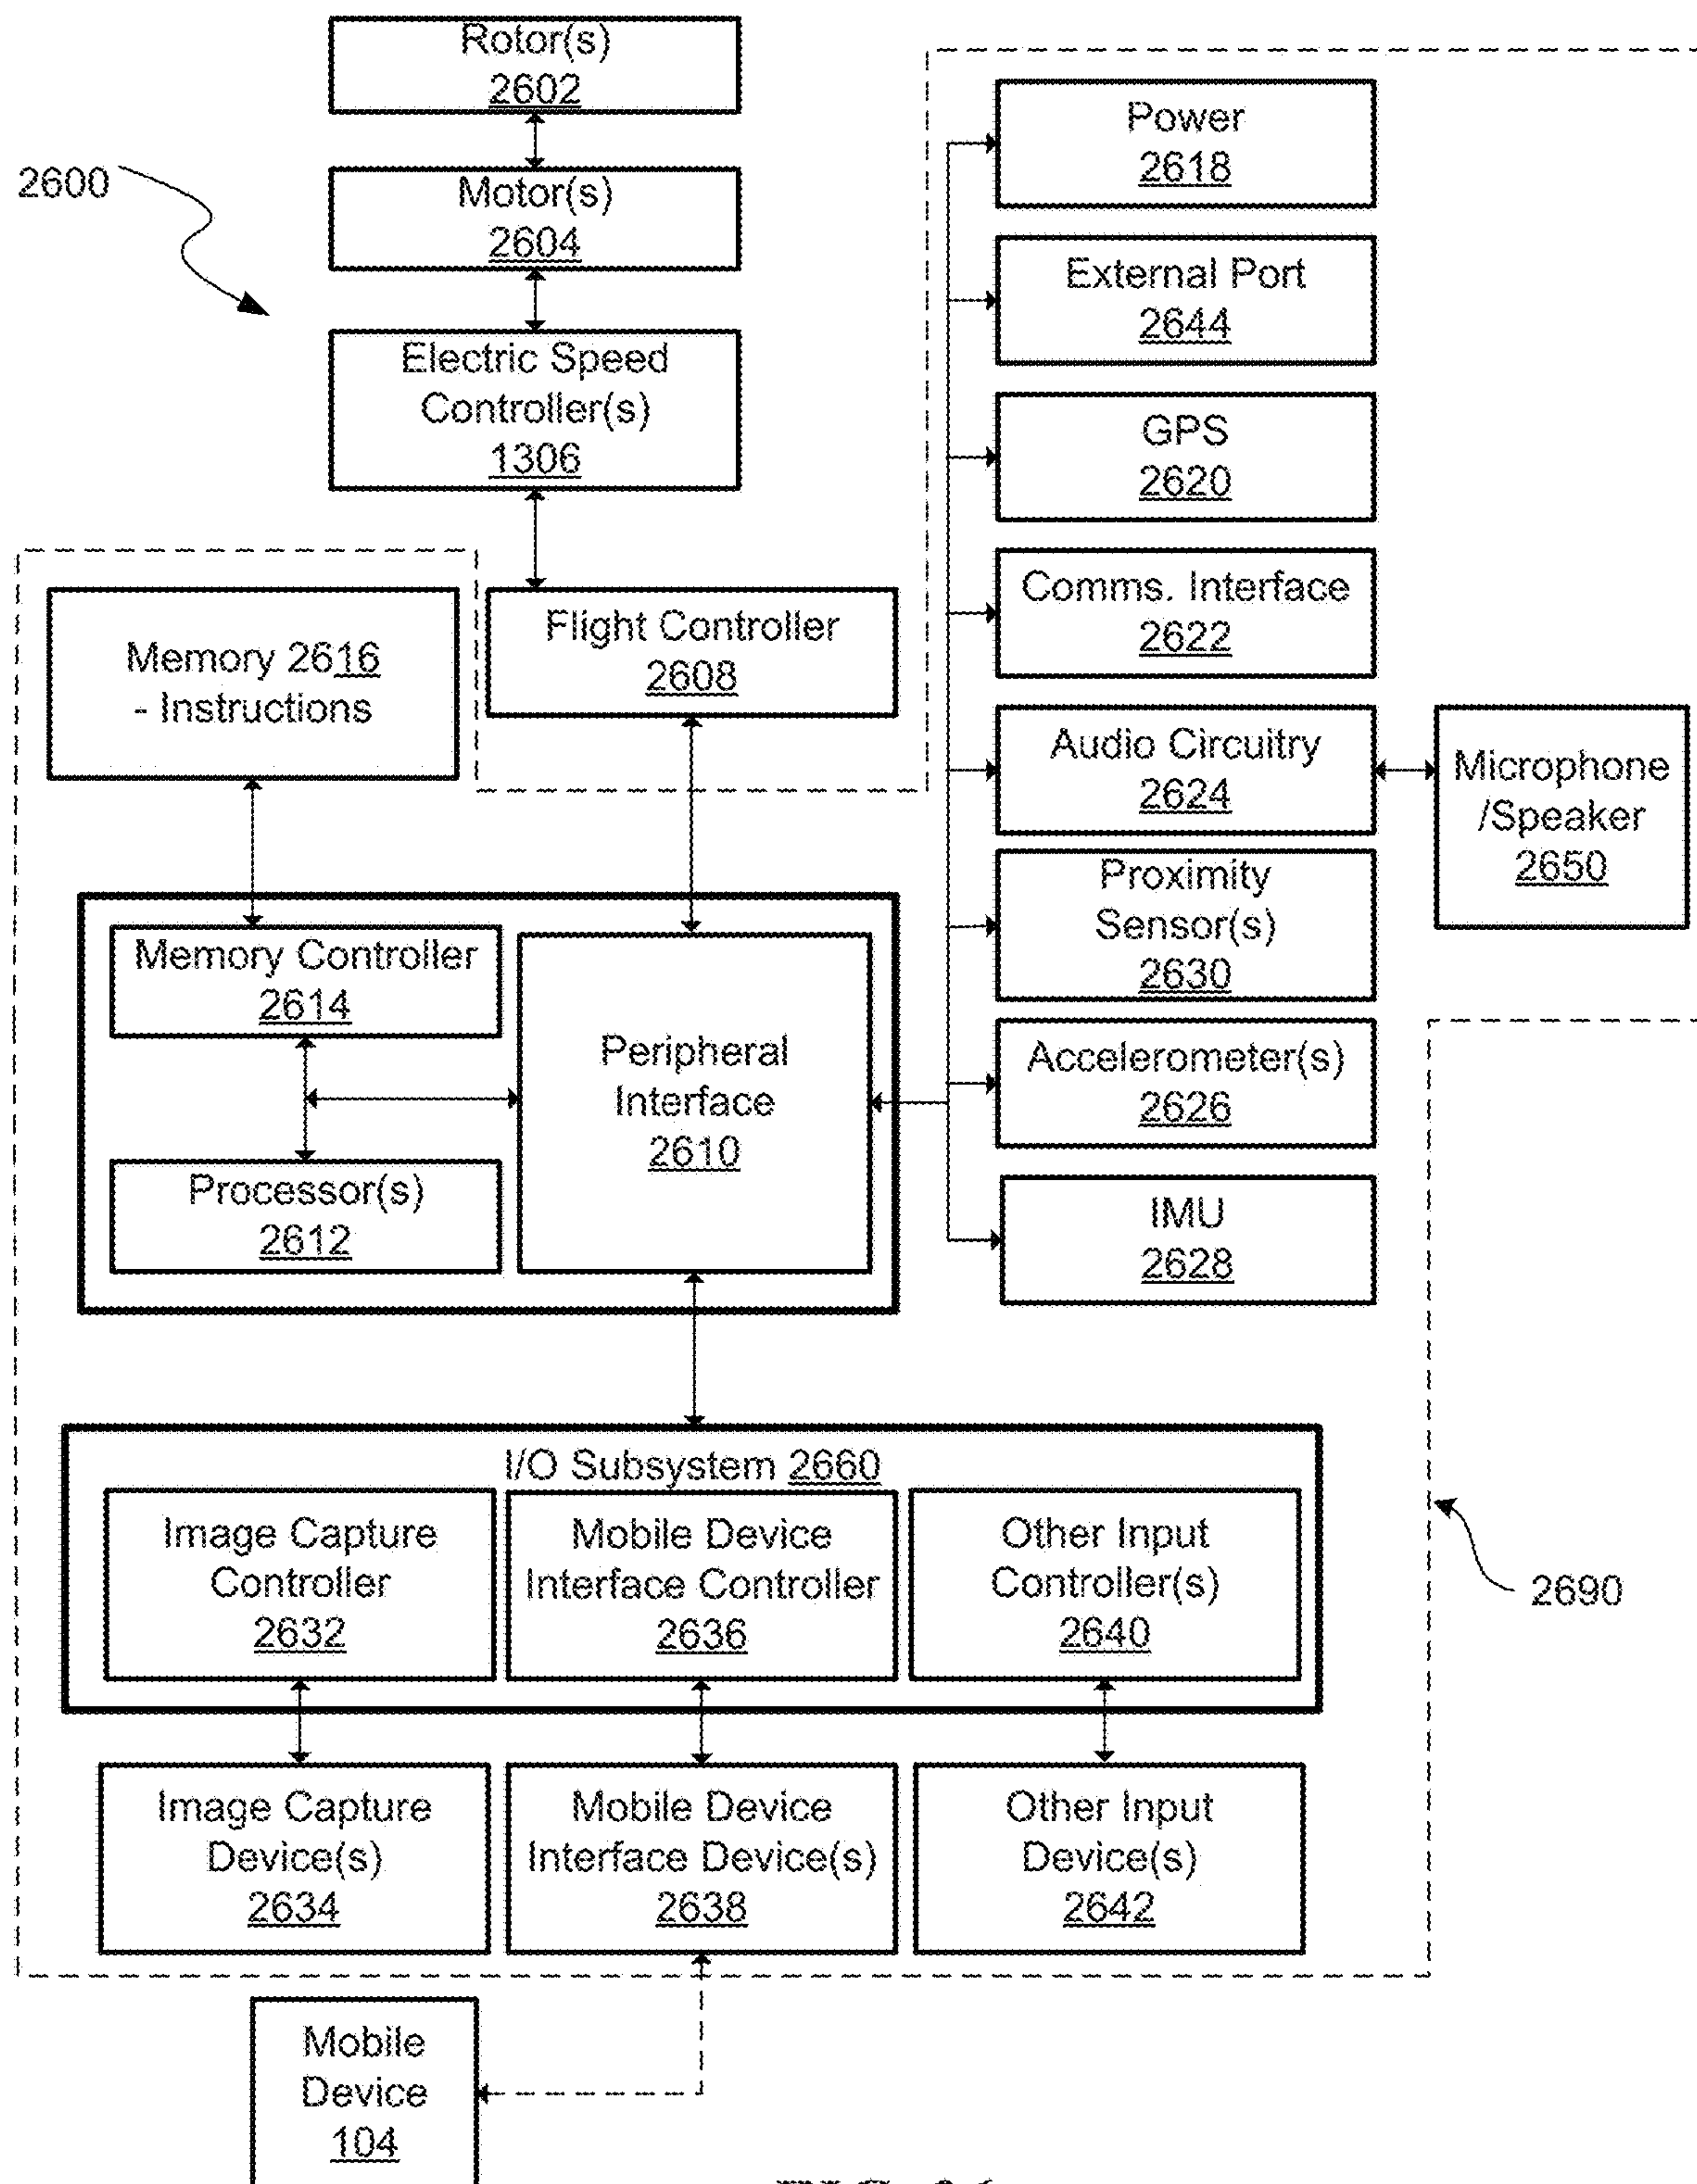 Rotor(s)
2602
2600
Motor(s)
2604
Electric Speed
Controller(s)
1306
Memory 2616
- Instructions
Flight Controller
2608
Memory Controller
2614
Peripheral
Interface
2610
Processor(s)
2612
Power
2618
External Port
2644
GPS
2620
Comms. Interface
2622
Audio Circuitry
2624
Microphone
/Speaker
2650
Proximity
Sensor(s)
2630
Accelerometer(s)
2626
IMU
2628
I/O Subsystem 2660
Image Capture
Controller
2632
Mobile Device
Interface Controller
2636
Other Input
Controller(s)
2640
2690
Image Capture
Device(s)
2634
Mobile Device
Interface Device(s)
2638
Other Input
Device(s)
2642
Mobile
Device
104